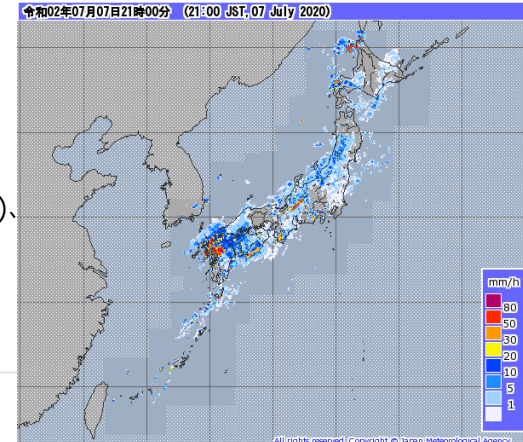 令和02年07月07日21時00分 (21:00 JST, 07 July 2020)
)、
mm/h
80
50
30
20
10
5
1
All rights reserved. Copyright © Japan Meteorological Agency